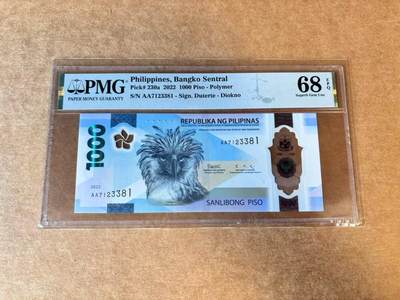 PMG
PAPER MONEY GUARANTY
Philippines, Bangko Sentral
Pick# 230a 2022 1000 Piso - Polymer
S/N AA7123381 - Sign. Duterte - Diokno
68 EPQ
Superb Gem Unc
1000
REPUBLIKA NG PILIPINAS
AA7123381
2022
AA7123381
SANLIBONG PISO